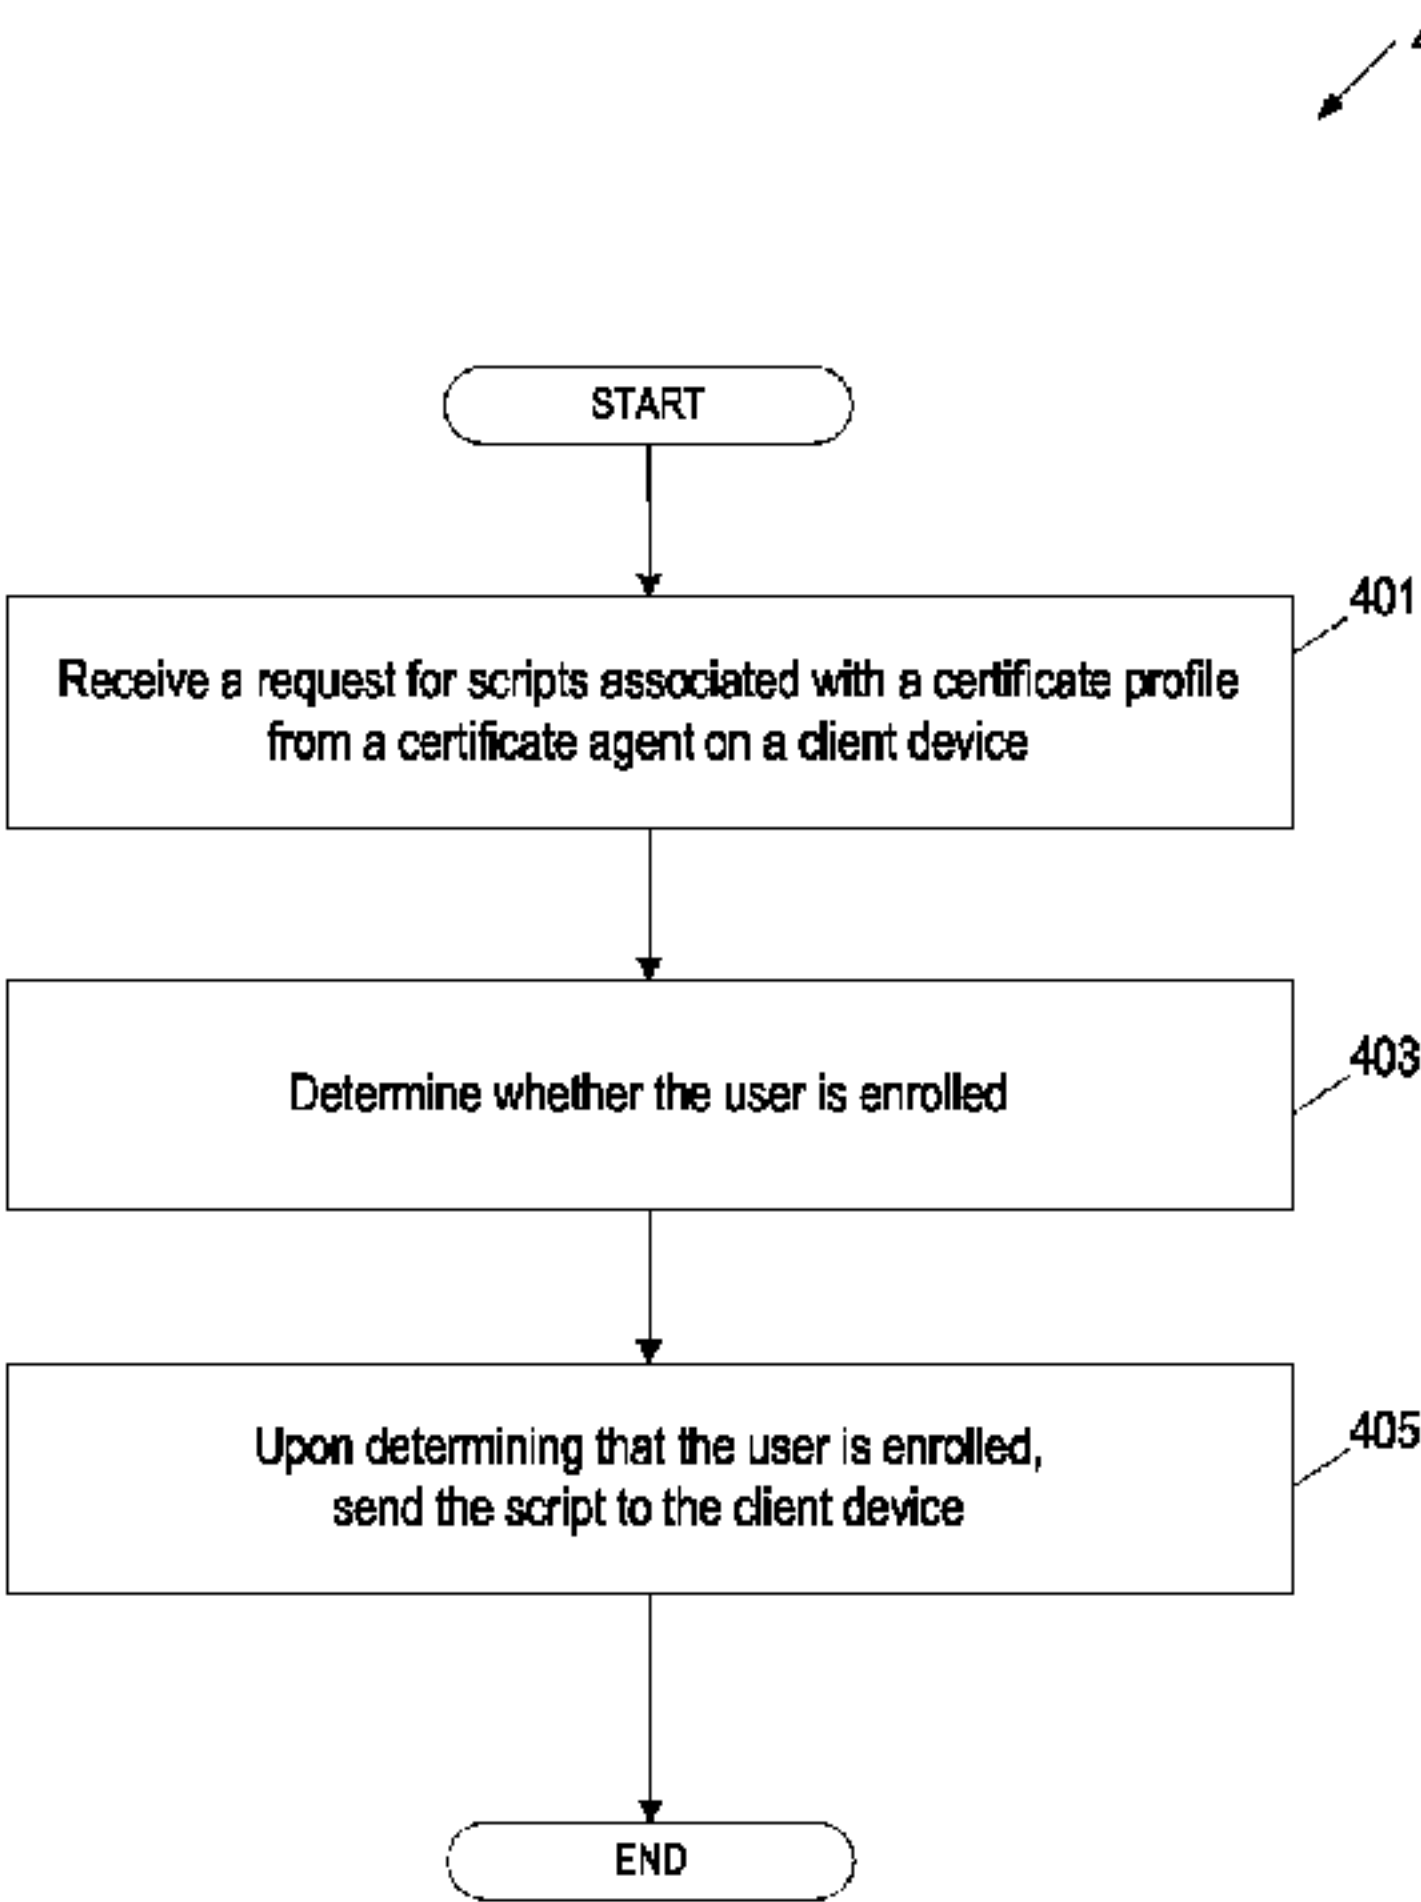 START
401
Receive a request for scripts associated with a certificate profile
from a certificate agent on a client device
403
Determine whether the user is enrolled
405
Upon determining that the user is enrolled,
send the script to the client device
END